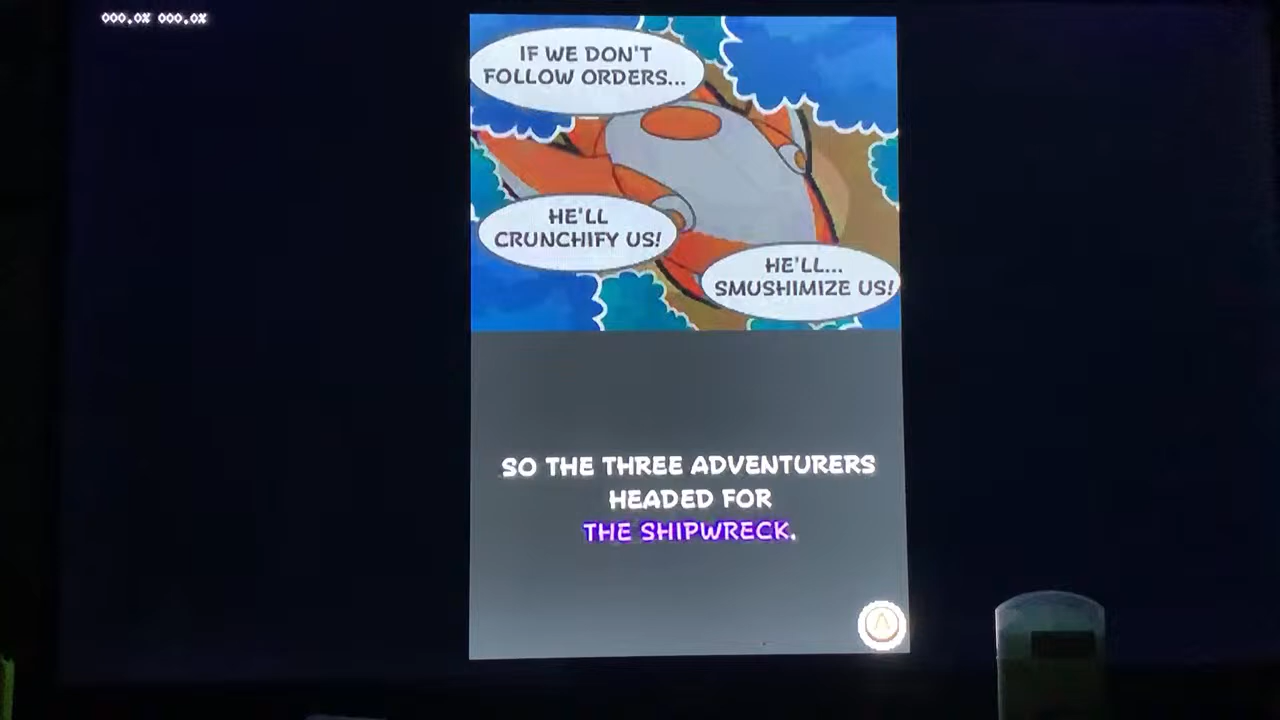 000.0% 000.0%
IF WE DON'T
FOLLOW ORDERS...
HE'LL
CRUNCHIFY US!
HE'LL...
SMUSHIMIZE US!
SO THE THREE ADVENTURERS
HEADED FOR
THE SHIPWRECK.
A